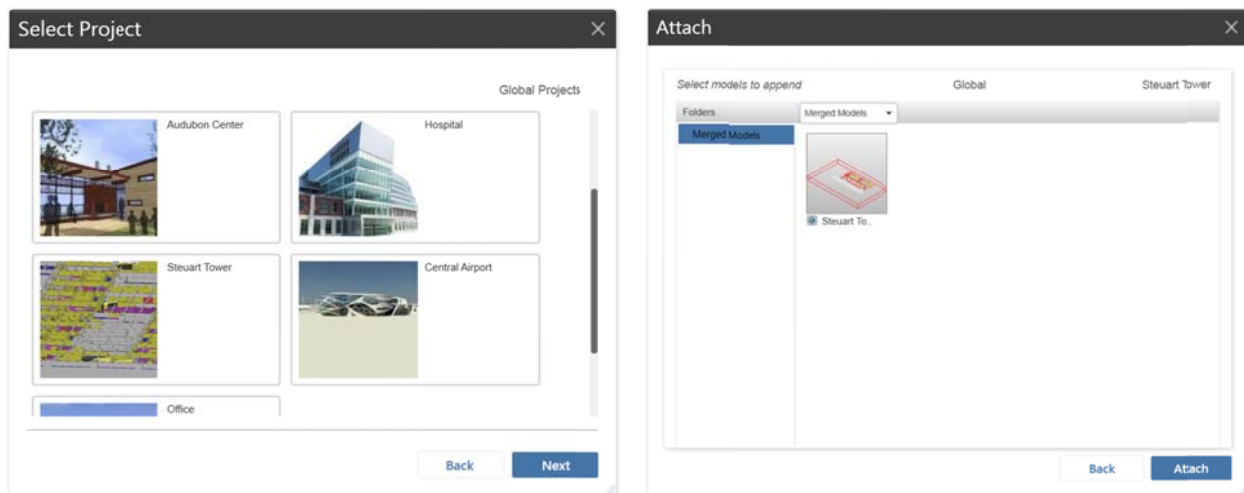 Select Project
Global Projects
Audubon Center
Hospital
Steuart Tower
Central Airport
Office
Back
Next
Attach
Select models to append
Global
Steuart Tower
Folders
Merged Models
Merged Models
Steuart To..
Back
Attach